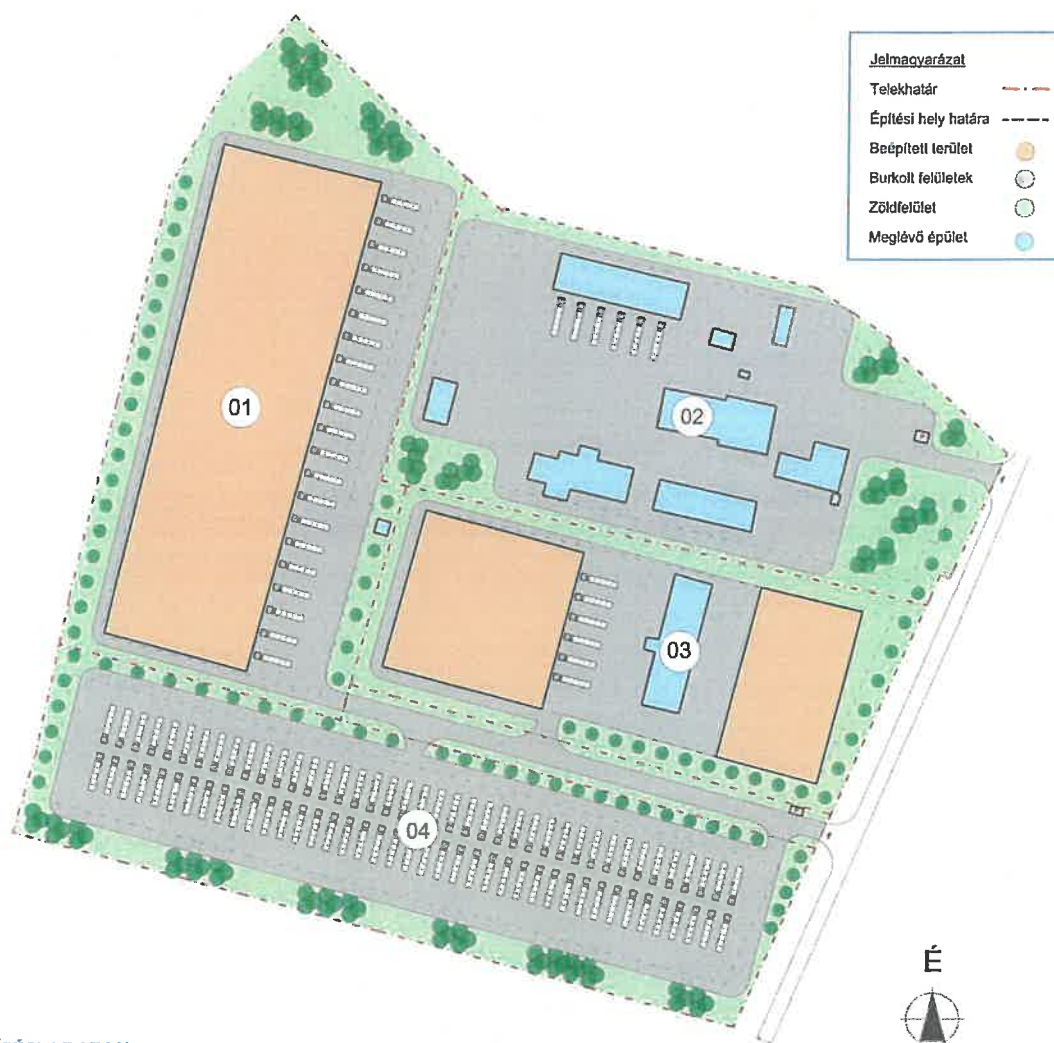 Jelmagyarázat
Telekhatár
Építési hely határa
Beépített terület
Burkolt felületek
Zöldfelület
Meglévő épület
01
02
03
04
É